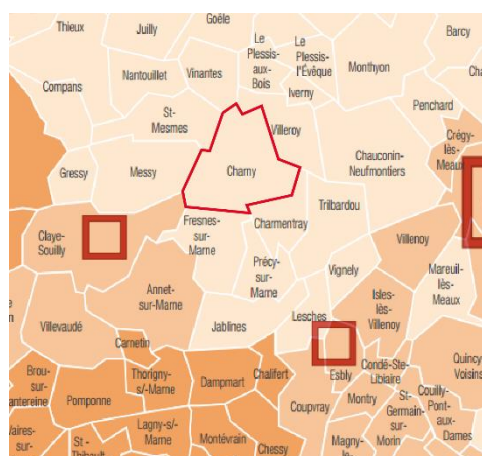 Goële
Thieux
Juilly
Le
Plessis-
aux-
Bois
Le
Plessis-
l'Évêque
Barcy
Monthyon
Nantouillet
Vinantes
Compans
Iverny
Penchard
St-
Mesmes
Villeroy
Crégy-
lès-
Meaux
Chauconin-
Neufmontiers
Gressy
Messy
Charny
Trilbardou
Fresnes-
sur-
Marne
Charmentray
Claye-
Souilly
Villenoy
Précy-
sur-
Marne
Vignely
Mareuil-
lès-
Meaux
Annet-
sur-Marne
Isles-
lès-
Villenoy
Villevaudé
Jablines
Lesches
Carnetin
Condé-Ste-
Libiaire
Quincy
Voisins
Brou-
sur-
Thorigny-
s/-Marne
Dampmart
Chalifert
Esbly
Pomponne
Coupvray
Montry
St-
Germain-
sur-
Morin
Couilly-
Pont-
aux-
Dames
Lagny-s/-
Marne
Montévrain
Chessy
Magny-
le-
St -
sur-